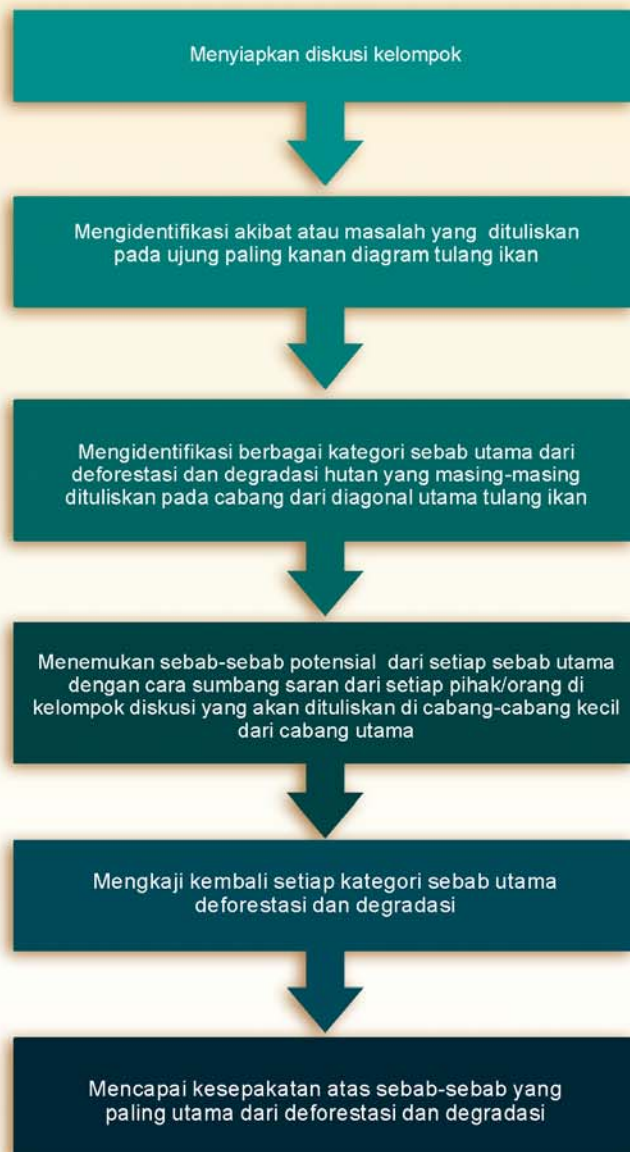 Menyiapkan diskusi kelompok
Mengidentifikasi akibat atau masalah yang dituliskan
pada ujung paling kanan diagram tulang ikan
Mengidentifikasi berbagai kategori sebab utama dari
deforestasi dan degradasi hutan yang masing-masing
dituliskan pada cabang dari diagonal utama tulang ikan
Menemukan sebab-sebab potensial dari setiap sebab utama
dengan cara sumbang saran dari setiap pihak/orang di
kelompok diskusi yang akan dituliskan di cabang-cabang kecil
dari cabang utama
Mengkaji kembali setiap kategori sebab utama
deforestasi dan degradasi
Mencapai kesepakatan atas sebab-sebab yang
paling utama dari deforestasi dan degradasi